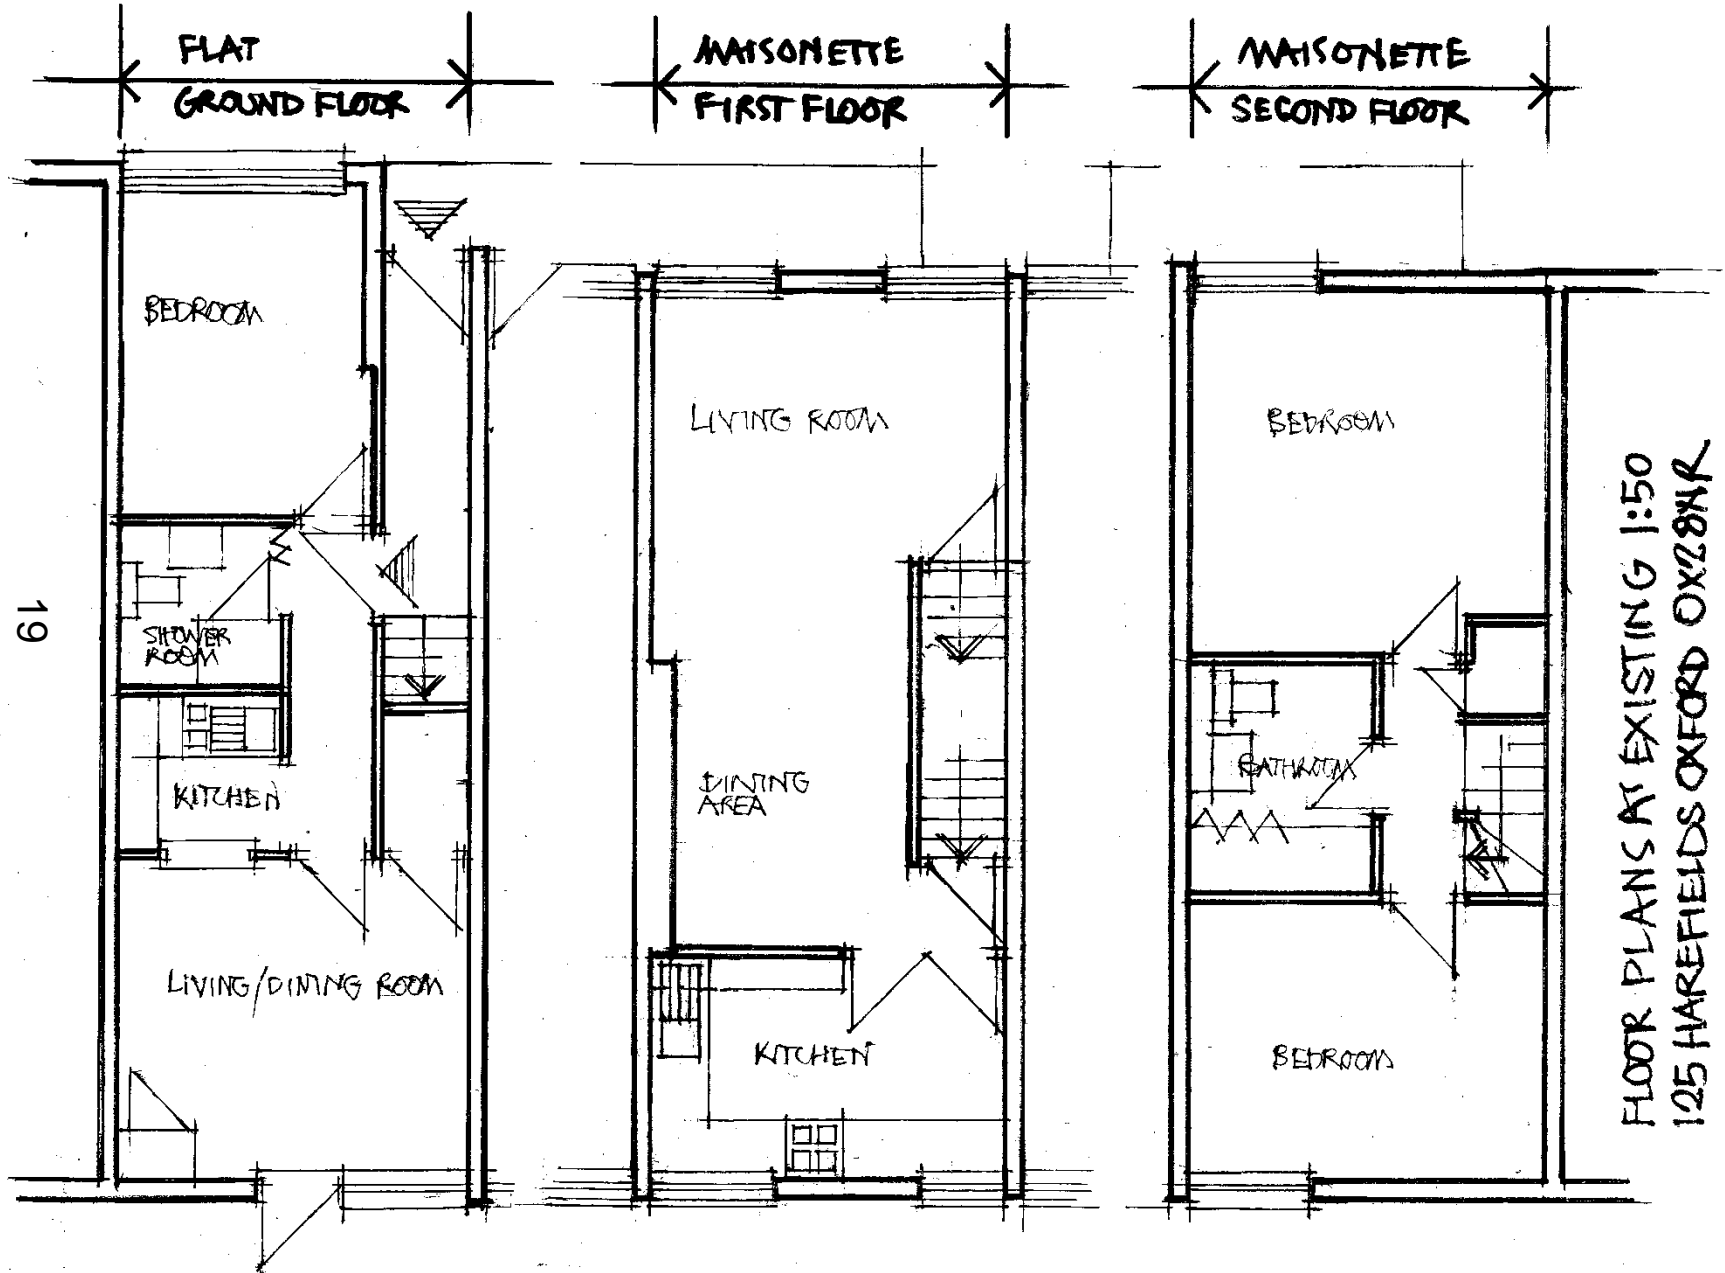 FLAT
GROUND FLOOR
MAISONETTE
FIRST FLOOR
MAISONETTE
SECOND FLOOR
BEDROOM
SHOWER
ROOM
KITCHEN
LIVING/DINING ROOM
LIVING ROOM
DINING
AREA
KITCHEN
BEDROOM
BATHROOM
BEDROOM
FLOOR PLANS AS EXISTING 1:50
125 HAREFIELDS OXFORD OX28NR
19